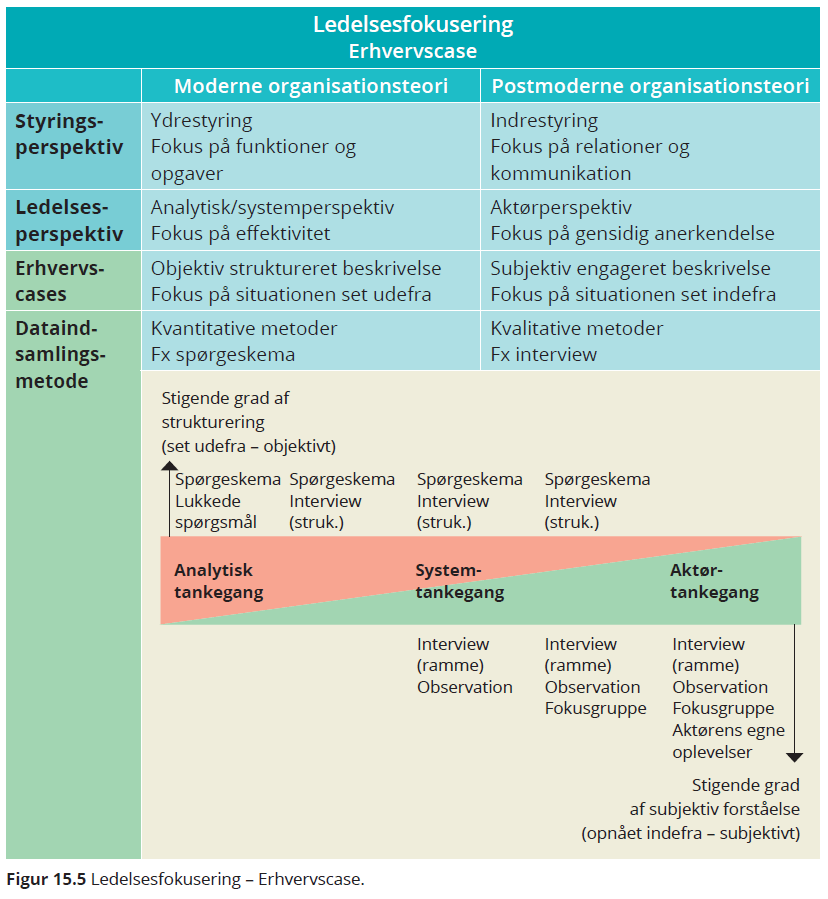 Ledelsesfokusering
Erhvervscase
Moderne organisationsteori
Postmoderne organisationsteori
Styrings-
perspektiv
Ydrestyring
Fokus på funktioner og
opgaver
Indrestyring
Fokus på relationer og
kommunikation
Ledelses-
perspektiv
Analytisk/systemperspektiv
Fokus på effektivitet
Aktørperspektiv
Fokus på gensidig anerkendelse
Erhvervs-
cases
Objektiv struktureret beskrivelse
Fokus på situationen set udefra
Subjektiv engageret beskrivelse
Fokus på situationen set indefra
Dataind-
samlings-
metode
Kvantitative metoder
Fx spørgeskema
Kvalitative metoder
Fx interview
Stigende grad af
strukturering
(set udefra – objektivt)
Spørgeskema
Lukkede
spørgsmål
Spørgeskema
Interview
(struk.)
Spørgeskema
Interview
(struk.)
Spørgeskema
Interview
(struk.)
Analytisk
tankegang
System-
tankegang
Aktør-
tankegang
Interview
(ramme)
Observation
Interview
(ramme)
Observation
Fokusgruppe
Interview
(ramme)
Observation
Fokusgruppe
Aktørens egne
oplevelser
Stigende grad
af subjektiv forståelse
(opnået indefra – subjektivt)
Figur 15.5 Ledelsesfokusering – Erhvervscase.